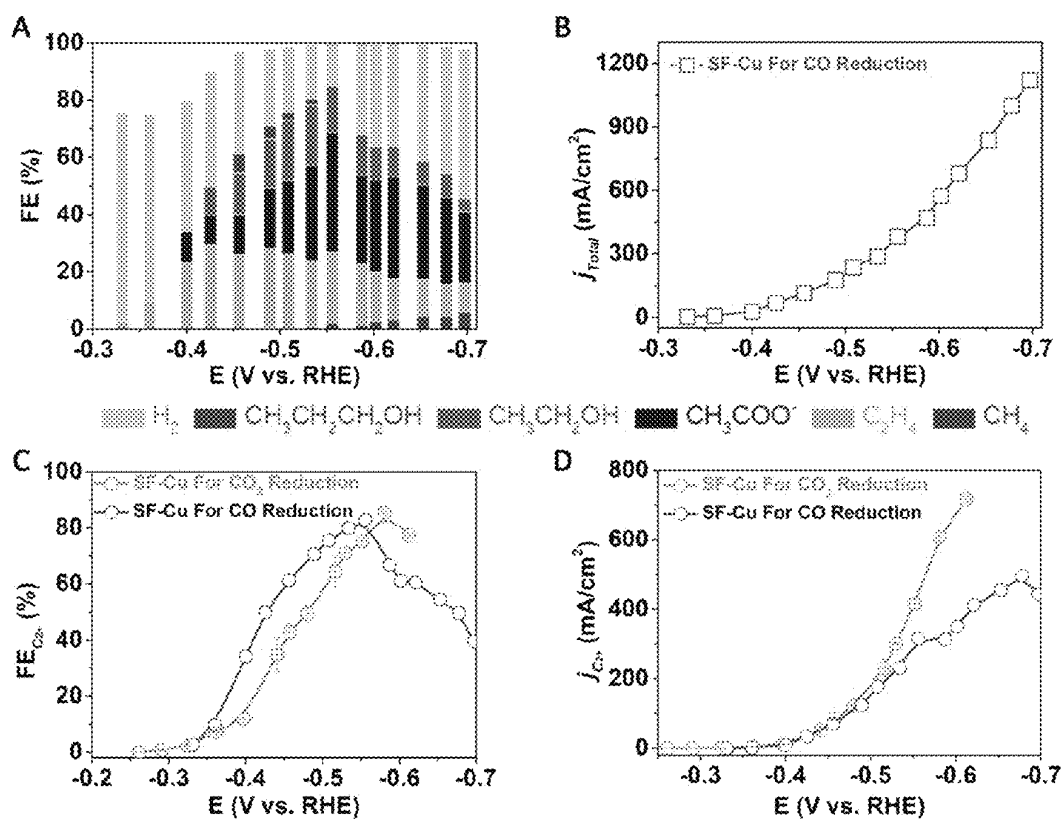 A
B
100
80
60
40
20
0
FE (%)
-0.3 -0.4 -0.5 -0.6 -0.7
E (V vs. RHE)
1200
900
600
300
0
jTotal (mA/cm²)
SF-Cu For CO Reduction
-0.3 -0.4 -0.5 -0.6 -0.7
E (V vs. RHE)
H₂ CH₃CH₂CH₂OH CH₃CH₂OH CH₃COO⁻ C₂H₄ CH₄
C
D
100
80
60
40
20
0
FE_C2+ (%)
SF-Cu For CO₂ Reduction
SF-Cu For CO Reduction
-0.2 -0.3 -0.4 -0.5 -0.6 -0.7
E (V vs. RHE)
800
600
400
200
0
j_C2+ (mA/cm²)
SF-Cu For CO₂ Reduction
SF-Cu For CO Reduction
-0.3 -0.4 -0.5 -0.6 -0.7
E (V vs. RHE)